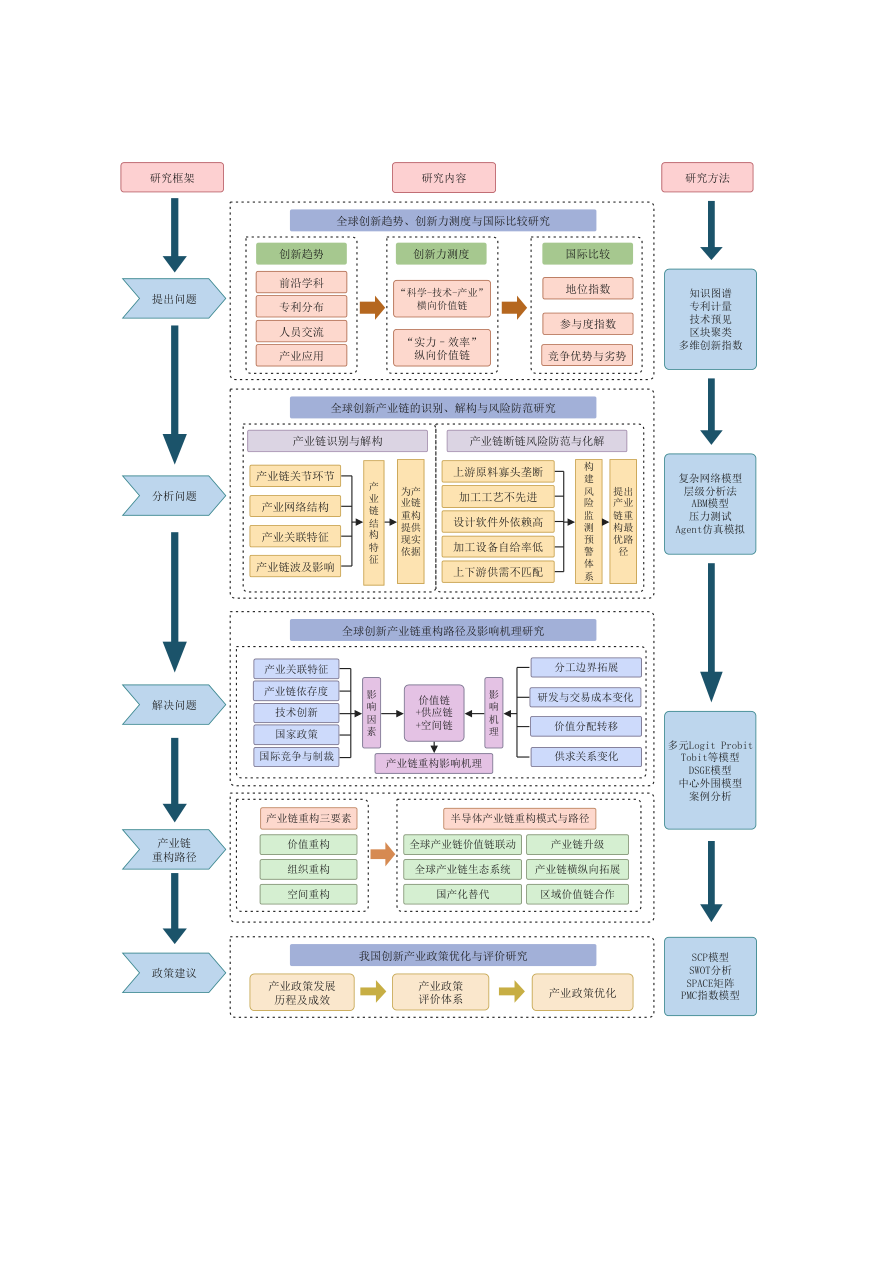 研究框架
研究内容
研究方法
全球创新趋势、创新力测度与国际比较研究
创新趋势
创新力测度
国际比较
提出问题
前沿学科
专利分布
人员交流
产业应用
“科学-技术-产业”
横向价值链
“实力-效率”
纵向价值链
地位指数
参与度指数
竞争优势与劣势
知识图谱
专利计量
技术预见
区块聚类
多维创新指数
全球创新产业链的识别、解构与风险防范研究
产业链识别与解构
产业链断链风险防范与化解
分析问题
产业链关节环节
产业网络结构
产业关联特征
产业链波及影响
产业链结构特征
为产业链重构提供现实依据
上游原料寡头垄断
加工工艺不先进
设计软件外依赖高
加工设备自给率低
上下游供需不匹配
构建风险监测预警体系
提出产业链重构最优路径
复杂网络模型
层级分析法
ABM模型
压力测试
Agent仿真模拟
全球创新产业链重构路径及影响机理研究
解决问题
产业关联特征
产业链依存度
技术创新
国家政策
国际竞争与制裁
影响因素
价值链
+供应链
+空间链
影响机理
产业链重构影响机理
分工边界拓展
研发与交易成本变化
价值分配转移
供求关系变化
多元Logit Probit
Tobit等模型
DSGE模型
中心外围模型
案例分析
产业链
重构路径
产业链重构三要素
价值重构
组织重构
空间重构
半导体产业链重构模式与路径
全球产业链价值链联动
产业链升级
全球产业链生态系统
产业链横纵向拓展
国产化替代
区域价值链合作
政策建议
我国创新产业政策优化与评价研究
产业政策发展
历程及成效
产业政策
评价体系
产业政策优化
SCP模型
SWOT分析
SPACE矩阵
PMC指数模型